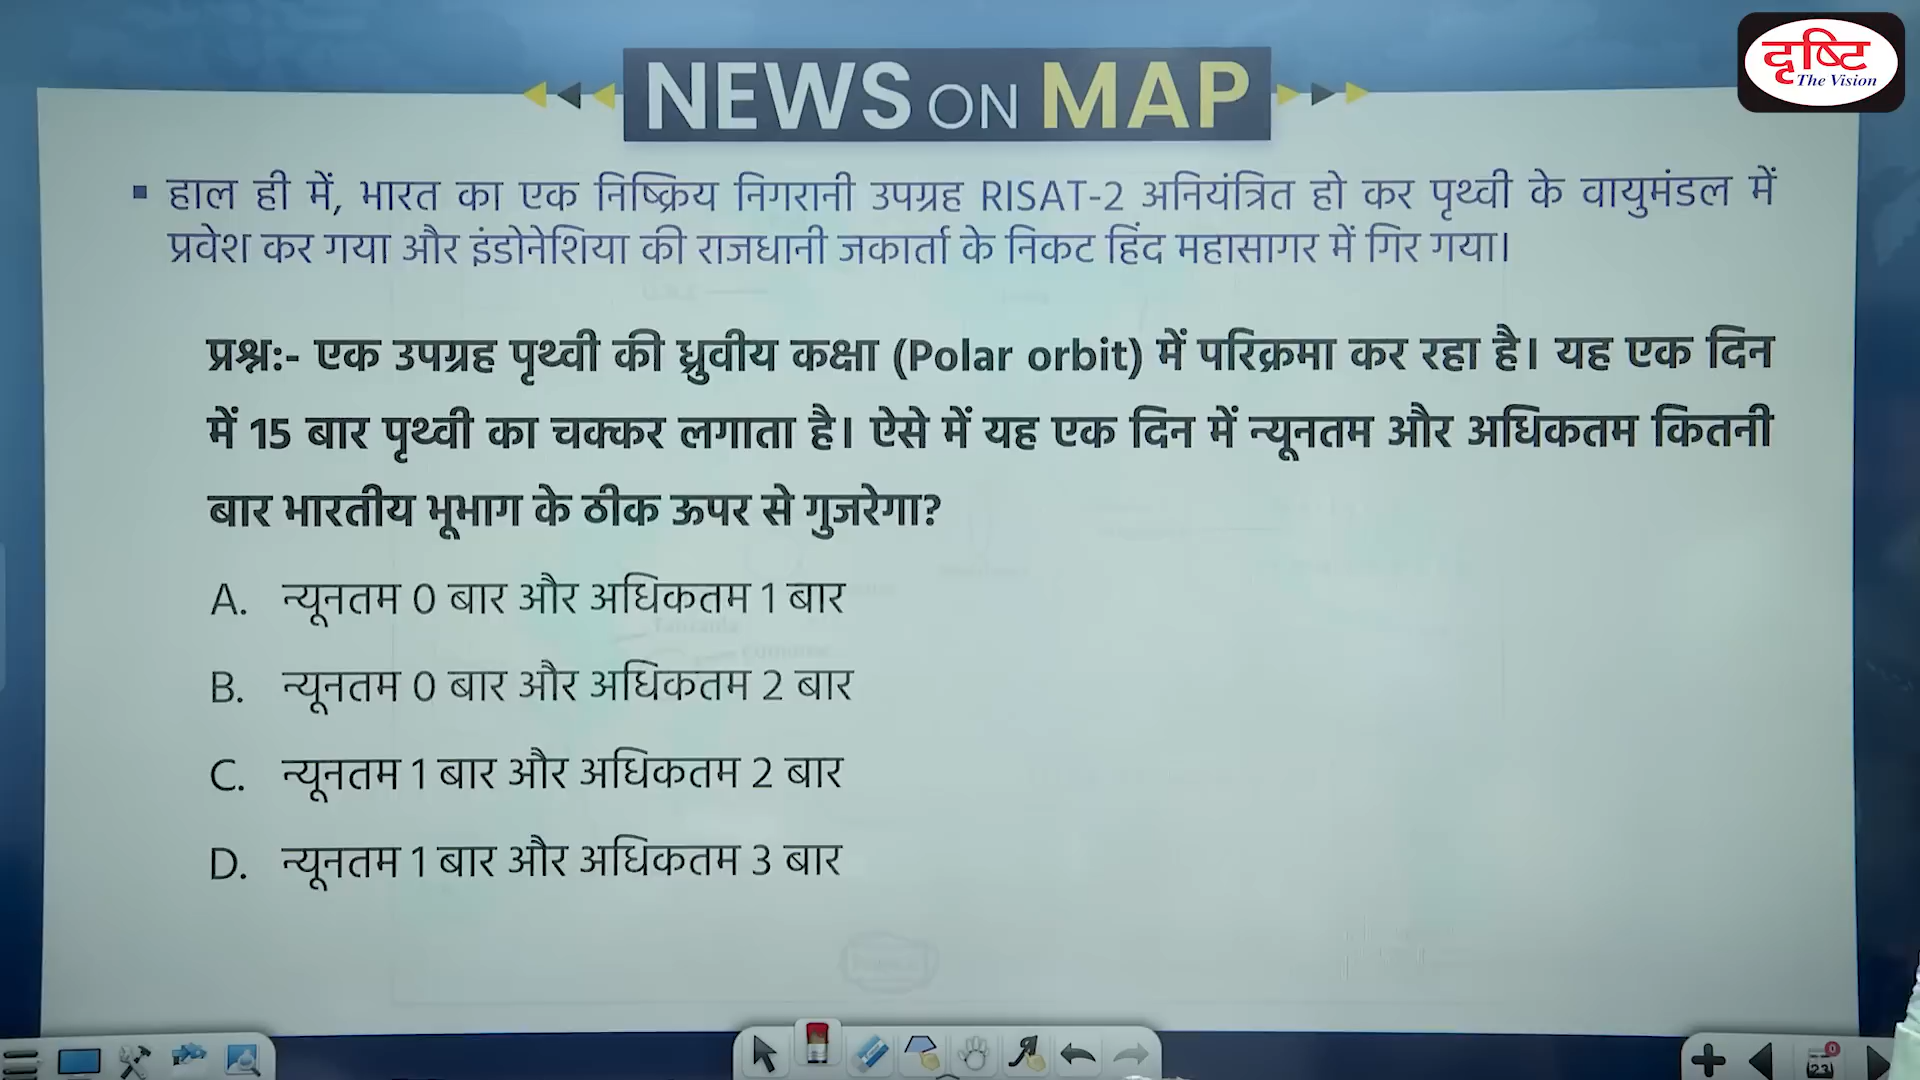 दृष्टि
The Vision
NEWS ON MAP
▪ हाल ही में, भारत का एक निष्क्रिय निगरानी उपग्रह RISAT-2 अनियंत्रित हो कर पृथ्वी के वायुमंडल में
प्रवेश कर गया और इंडोनेशिया की राजधानी जकार्ता के निकट हिंद महासागर में गिर गया।
प्रश्न:- एक उपग्रह पृथ्वी की ध्रुवीय कक्षा (Polar orbit) में परिक्रमा कर रहा है। यह एक दिन
में 15 बार पृथ्वी का चक्कर लगाता है। ऐसे में यह एक दिन में न्यूनतम और अधिकतम कितनी
बार भारतीय भूभाग के ठीक ऊपर से गुजरेगा?
A. न्यूनतम 0 बार और अधिकतम 1 बार
B. न्यूनतम 0 बार और अधिकतम 2 बार
C. न्यूनतम 1 बार और अधिकतम 2 बार
D. न्यूनतम 1 बार और अधिकतम 3 बार
23